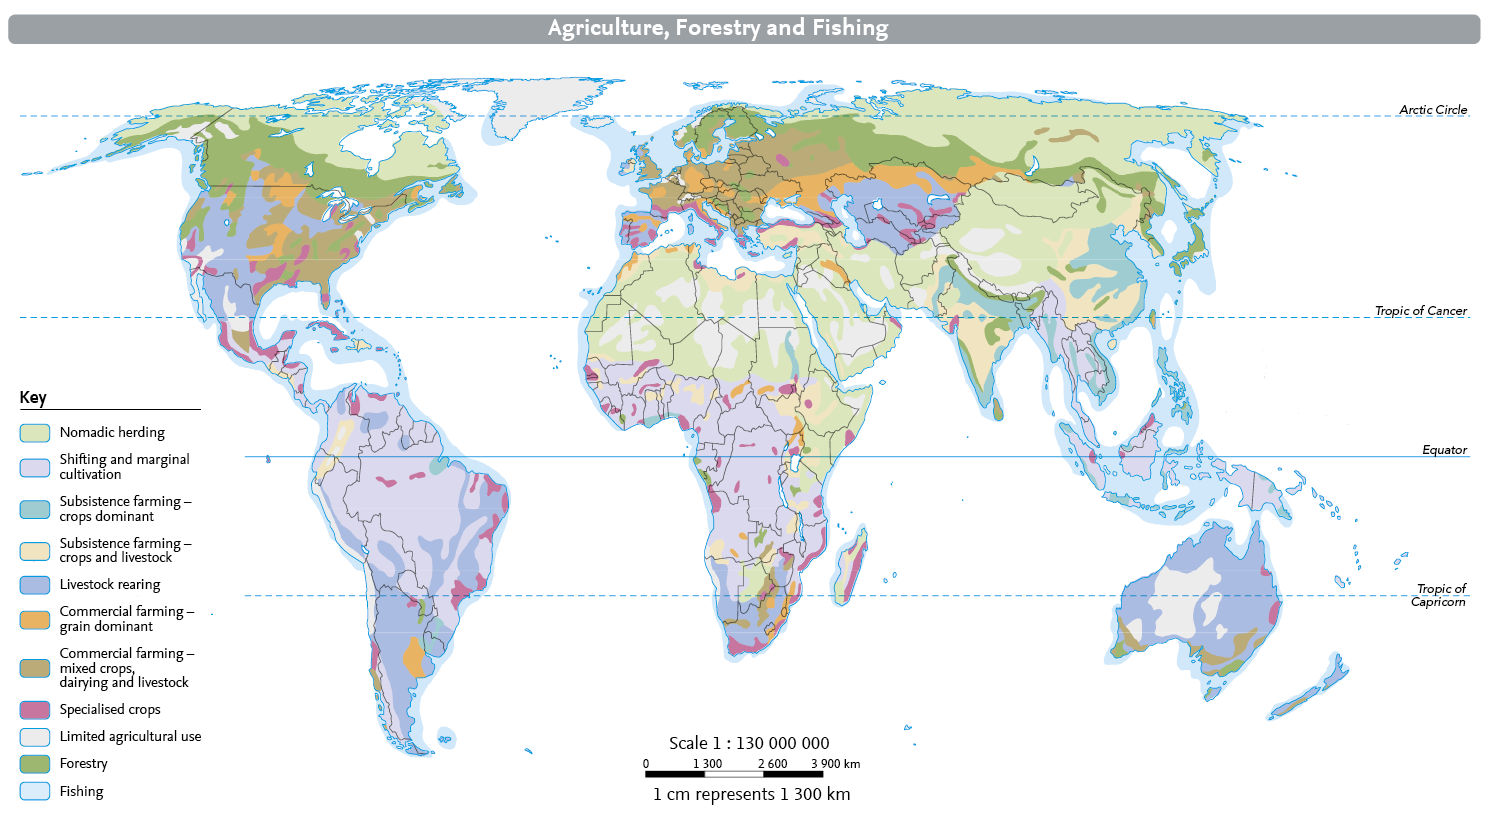 Agriculture, Forestry and Fishing
Arctic Circle
Tropic of Cancer
Equator
Tropic of
Capricorn
Key
Nomadic herding
Shifting and marginal
cultivation
Subsistence farming –
crops dominant
Subsistence farming –
crops and livestock
Livestock rearing
Commercial farming –
grain dominant
Commercial farming –
mixed crops,
dairying and livestock
Specialised crops
Limited agricultural use
Forestry
Fishing
Scale 1 : 130 000 000
0 1 300 2 600 3 900 km
1 cm represents 1 300 km